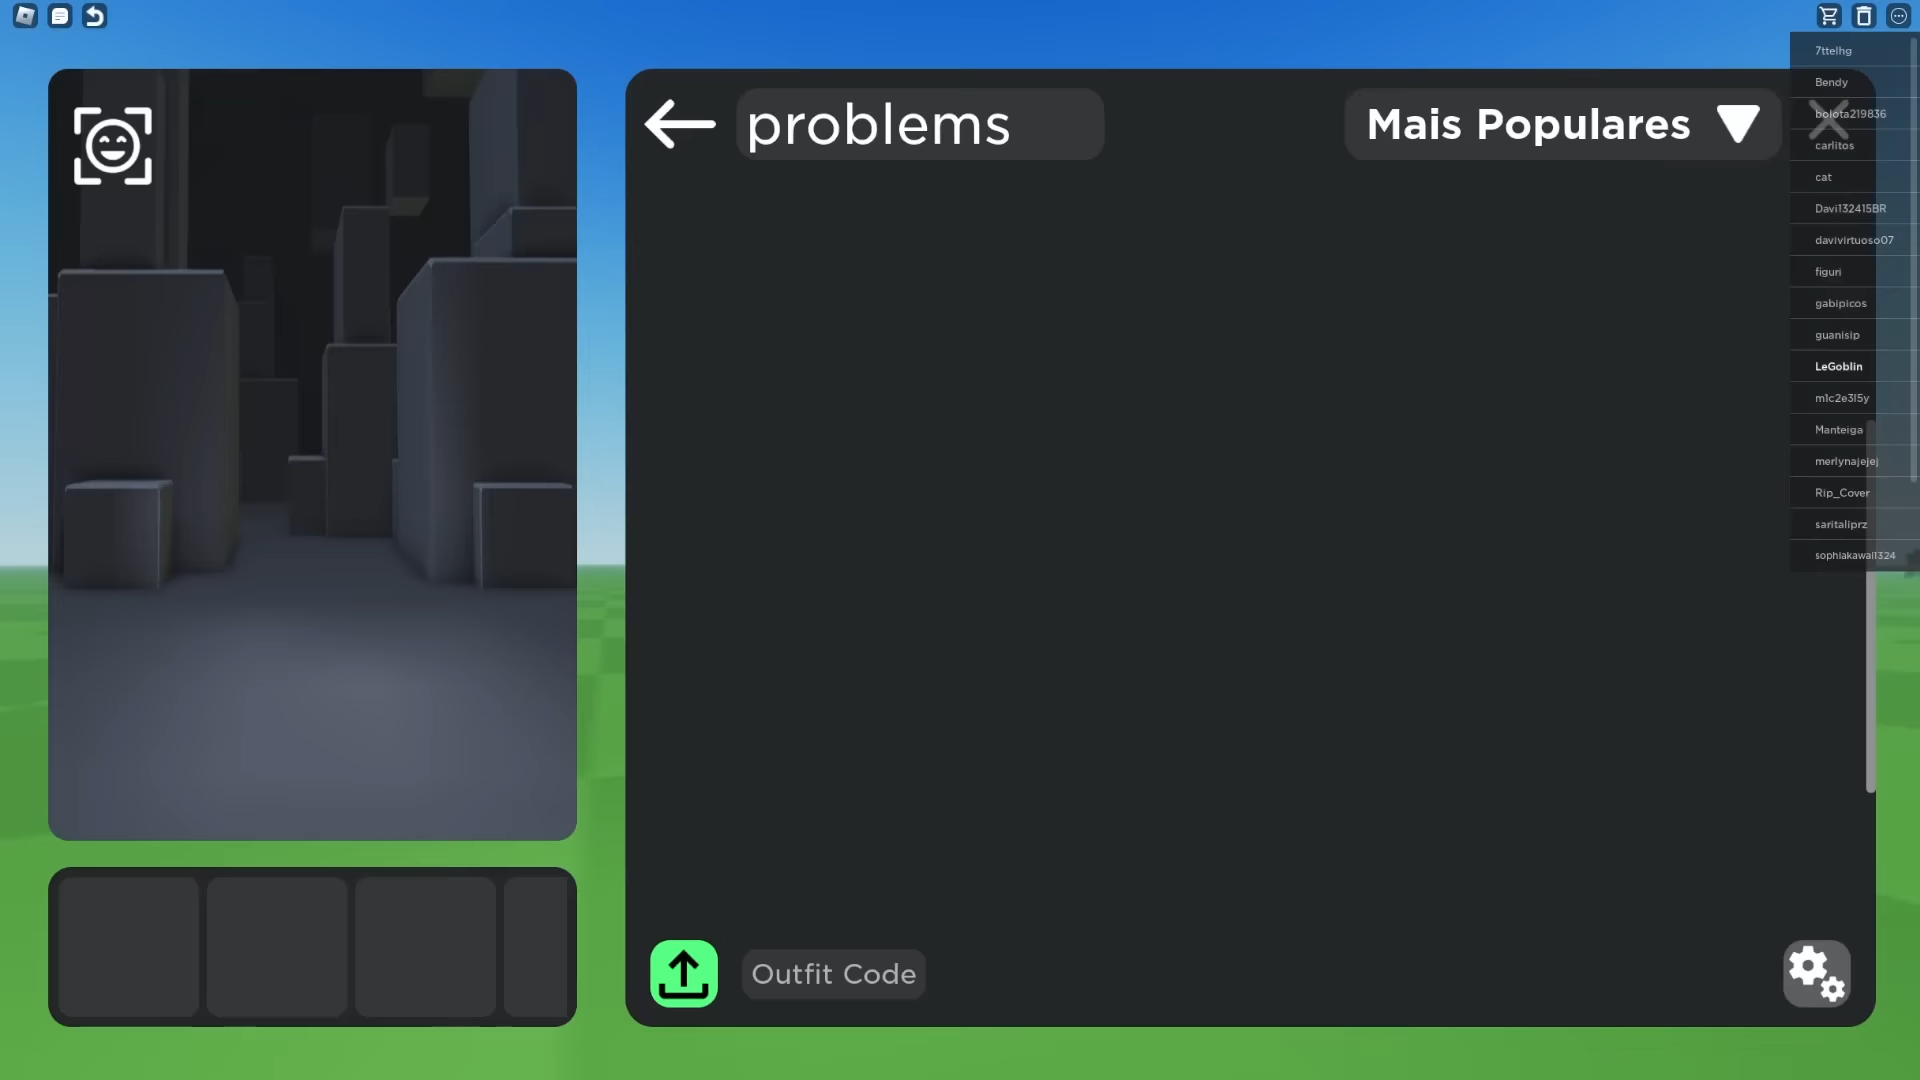 problems
Mais Populares
7ttelhg
Bendy
bolota219836
carlitos
cat
Davi132415BR
davivirtuoso07
figuri
gabipicos
guanisip
LeGoblin
m1c2e3l5y
Manteiga
merlynajejej
Rip_Cover
saritaliprz
sophiakawai1324
Outfit Code